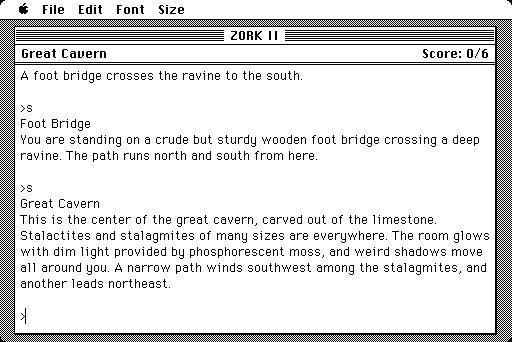 File Edit Font Size
ZORK II
Great Cavern Score: 0/6
A foot bridge crosses the ravine to the south.
>s
Foot Bridge
You are standing on a crude but sturdy wooden foot bridge crossing a deep
ravine. The path runs north and south from here.
>s
Great Cavern
This is the center of the great cavern, carved out of the limestone.
Stalactites and stalagmites of many sizes are everywhere. The room glows
with dim light provided by phosphorescent moss, and weird shadows move
all around you. A narrow path winds southwest among the stalagmites, and
another leads northeast.
>